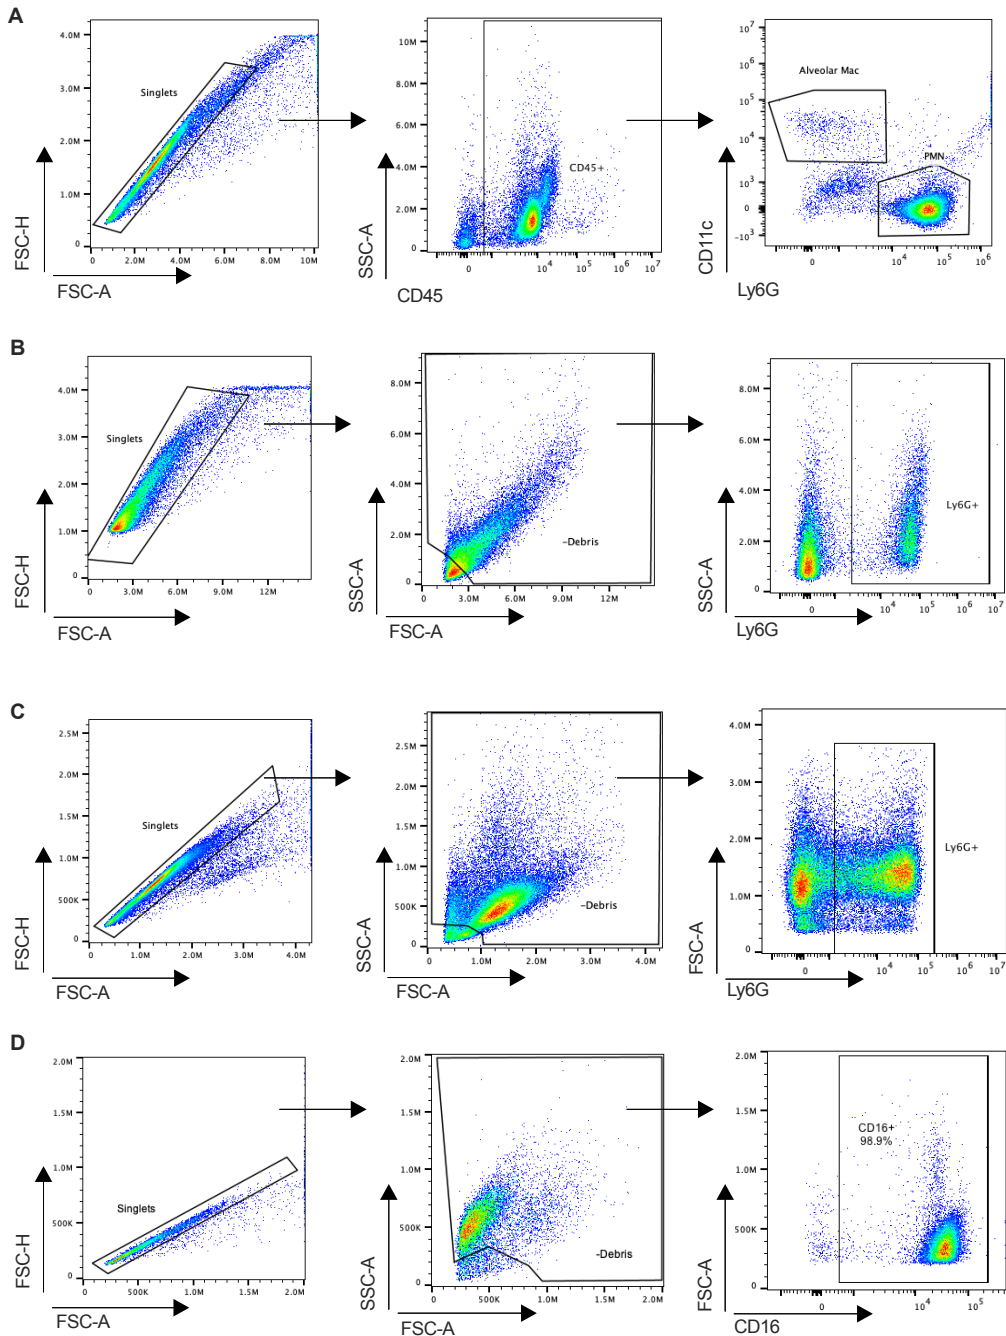 A
4.0M
3.0M
2.0M
1.0M
0
0.0
2.0M
4.0M
6.0M
8.0M
10M
Singlets
FSC-H
FSC-A
10M
8.0M
6.0M
4.0M
2.0M
0
0
10^4
10^5
10^6
10^7
CD45+
SSC-A
CD45
10^7
10^6
10^5
10^4
10^3
0
-10^3
0
10^4
10^5
10^6
Alveolar Mac
PMN
CD11c
Ly6G
B
4.0M
3.0M
2.0M
1.0M
0
0
3.0M
6.0M
9.0M
12M
Singlets
FSC-H
FSC-A
8.0M
6.0M
4.0M
2.0M
0
0
3.0M
6.0M
9.0M
12M
-Debris
SSC-A
FSC-A
8.0M
6.0M
4.0M
2.0M
0
0
10^4
10^5
10^6
10^7
Ly6G+
SSC-A
Ly6G
C
2.5M
2.0M
1.5M
1.0M
500K
0
0
1.0M
2.0M
3.0M
4.0M
Singlets
FSC-H
FSC-A
2.5M
2.0M
1.5M
1.0M
500K
0
0
1.0M
2.0M
3.0M
4.0M
-Debris
SSC-A
FSC-A
4.0M
3.0M
2.0M
1.0M
0
0
10^4
10^5
10^6
10^7
Ly6G+
FSC-A
Ly6G
D
2.0M
1.5M
1.0M
500K
0
0
500K
1.0M
1.5M
2.0M
Singlets
FSC-H
FSC-A
2.0M
1.5M
1.0M
500K
0
0
500K
1.0M
1.5M
2.0M
-Debris
SSC-A
FSC-A
2.0M
1.5M
1.0M
500K
0
0
10^4
10^5
CD16+
98.9%
FSC-A
CD16